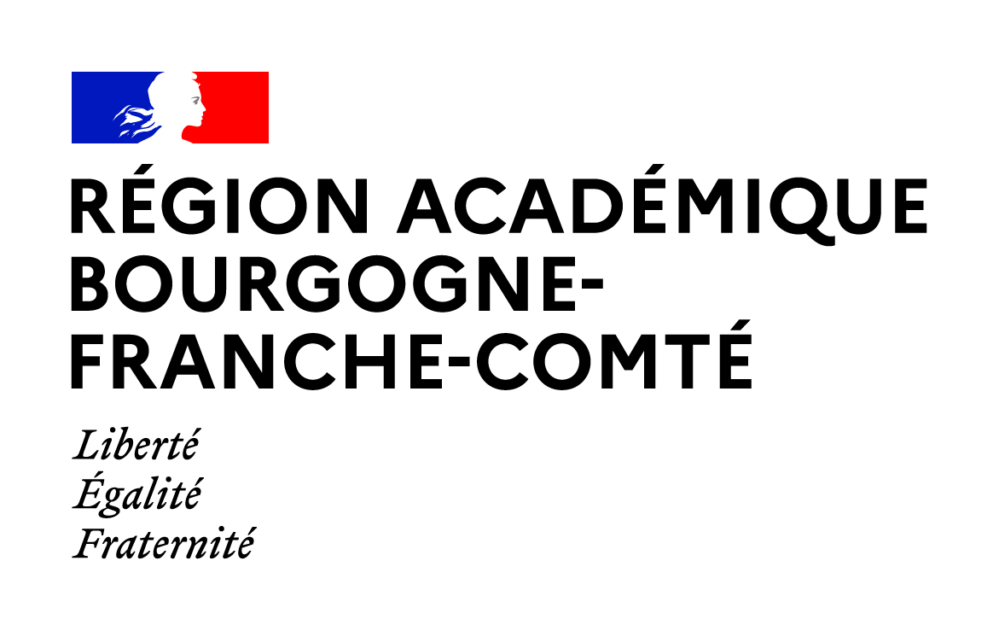 RÉGION ACADÉMIQUE
BOURGOGNE-
FRANCHE-COMTÉ
Liberté
Égalité
Fraternité